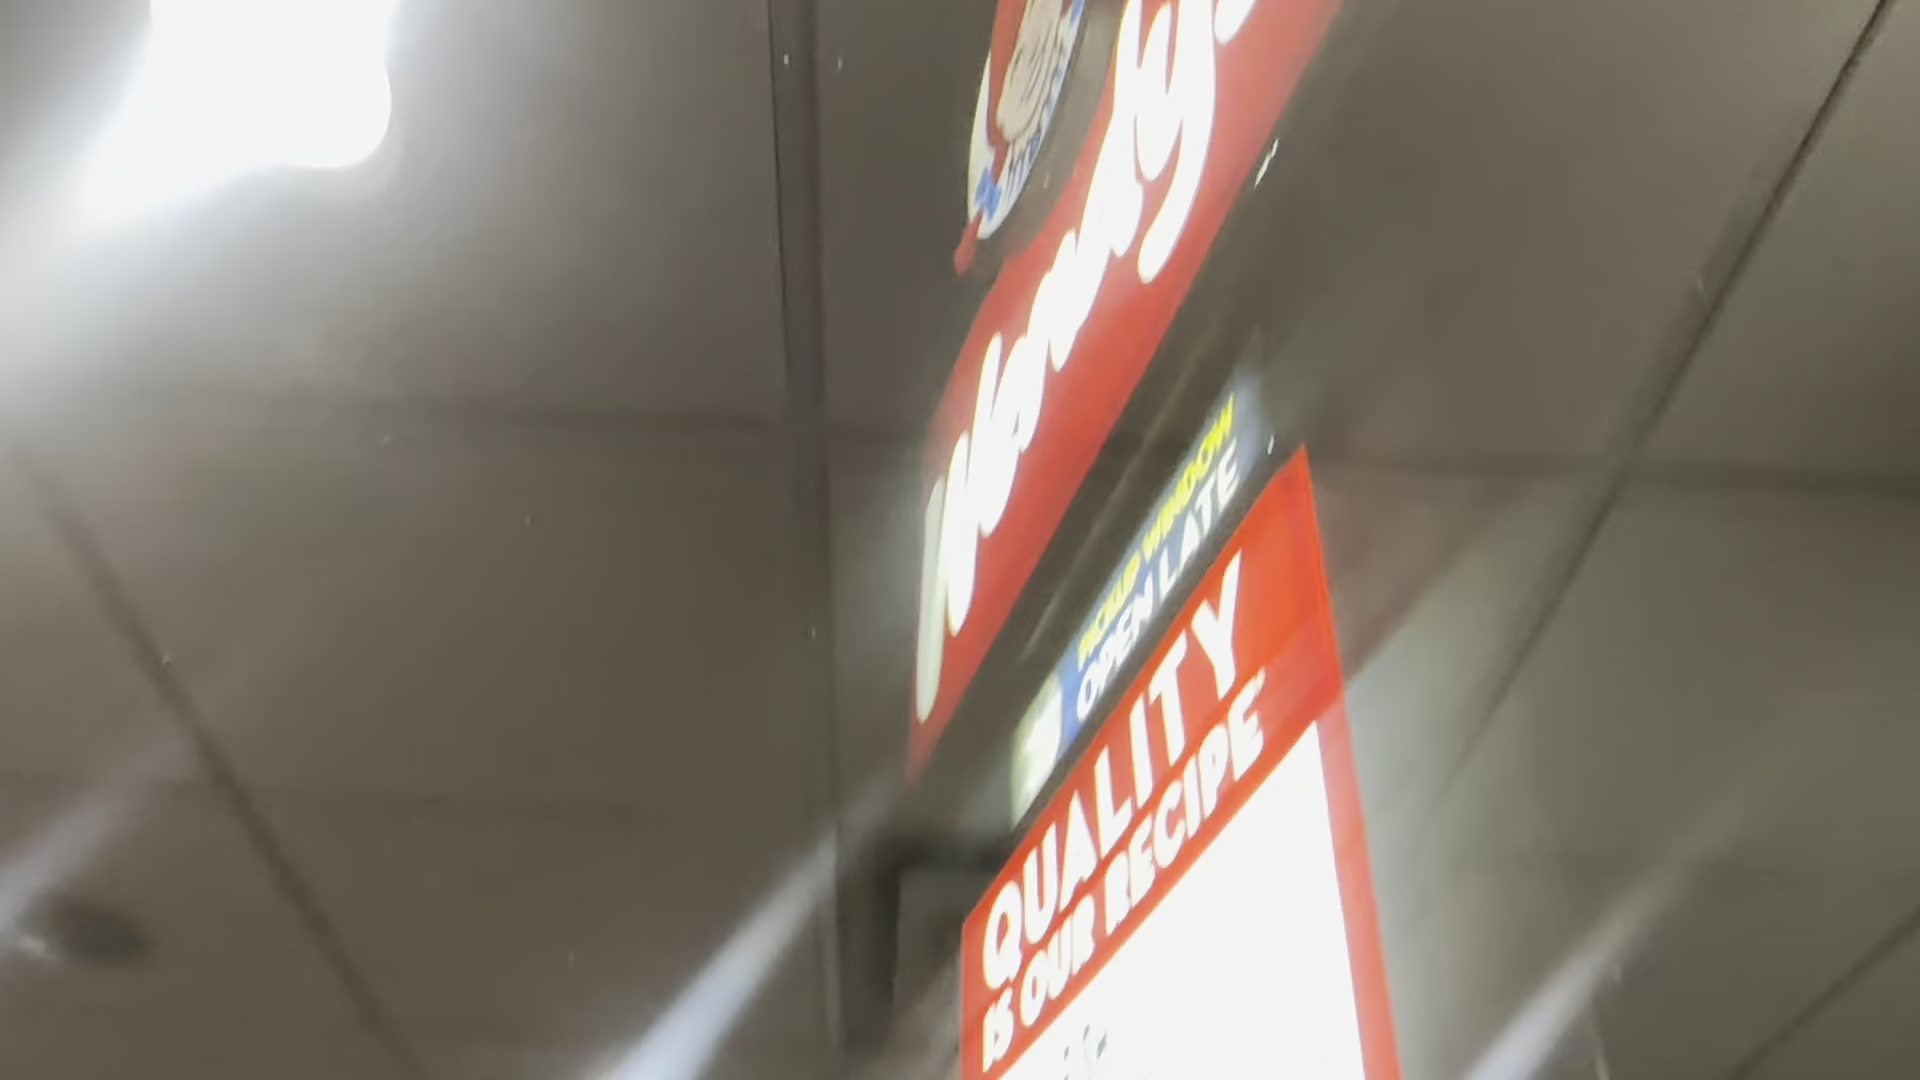 Wendy's
PICKUP WINDOW
OPEN LATE
QUALITY
IS OUR RECIPE